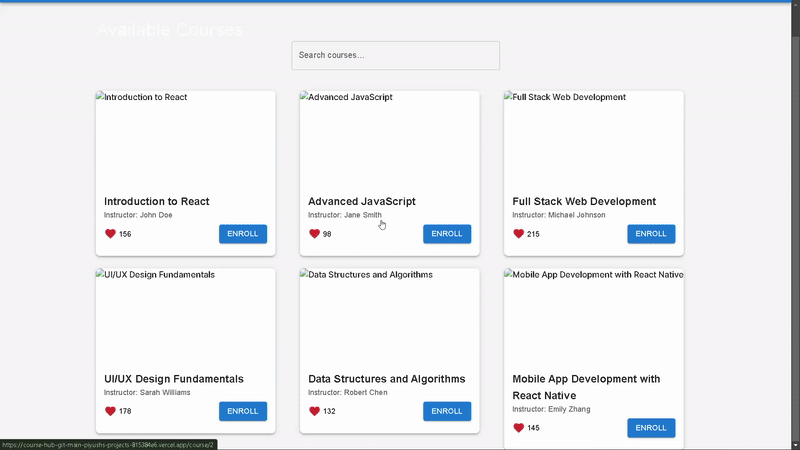 Available Courses
Search courses...
Introduction to React
Advanced JavaScript
Full Stack Web Development
Introduction to React
Instructor: John Doe
156
ENROLL
Advanced JavaScript
Instructor: Jane Smith
98
ENROLL
Full Stack Web Development
Instructor: Michael Johnson
215
ENROLL
UI/UX Design Fundamentals
Data Structures and Algorithms
Mobile App Development with React Native
UI/UX Design Fundamentals
Instructor: Sarah Williams
178
ENROLL
Data Structures and Algorithms
Instructor: Robert Chen
132
ENROLL
Mobile App Development with
React Native
Instructor: Emily Zhang
145
ENROLL
https://course-hub-git-main-piyushs-projects-815384e6.vercel.app/course/2